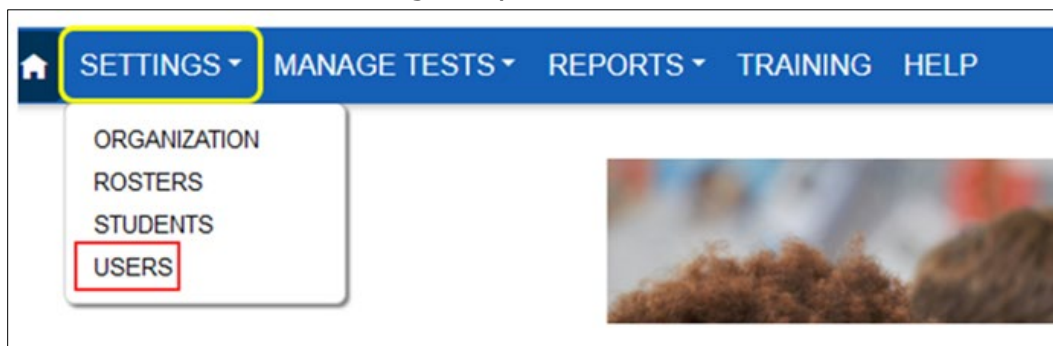 SETTINGS MANAGE TESTS REPORTS TRAINING HELP
ORGANIZATION
ROSTERS
STUDENTS
USERS